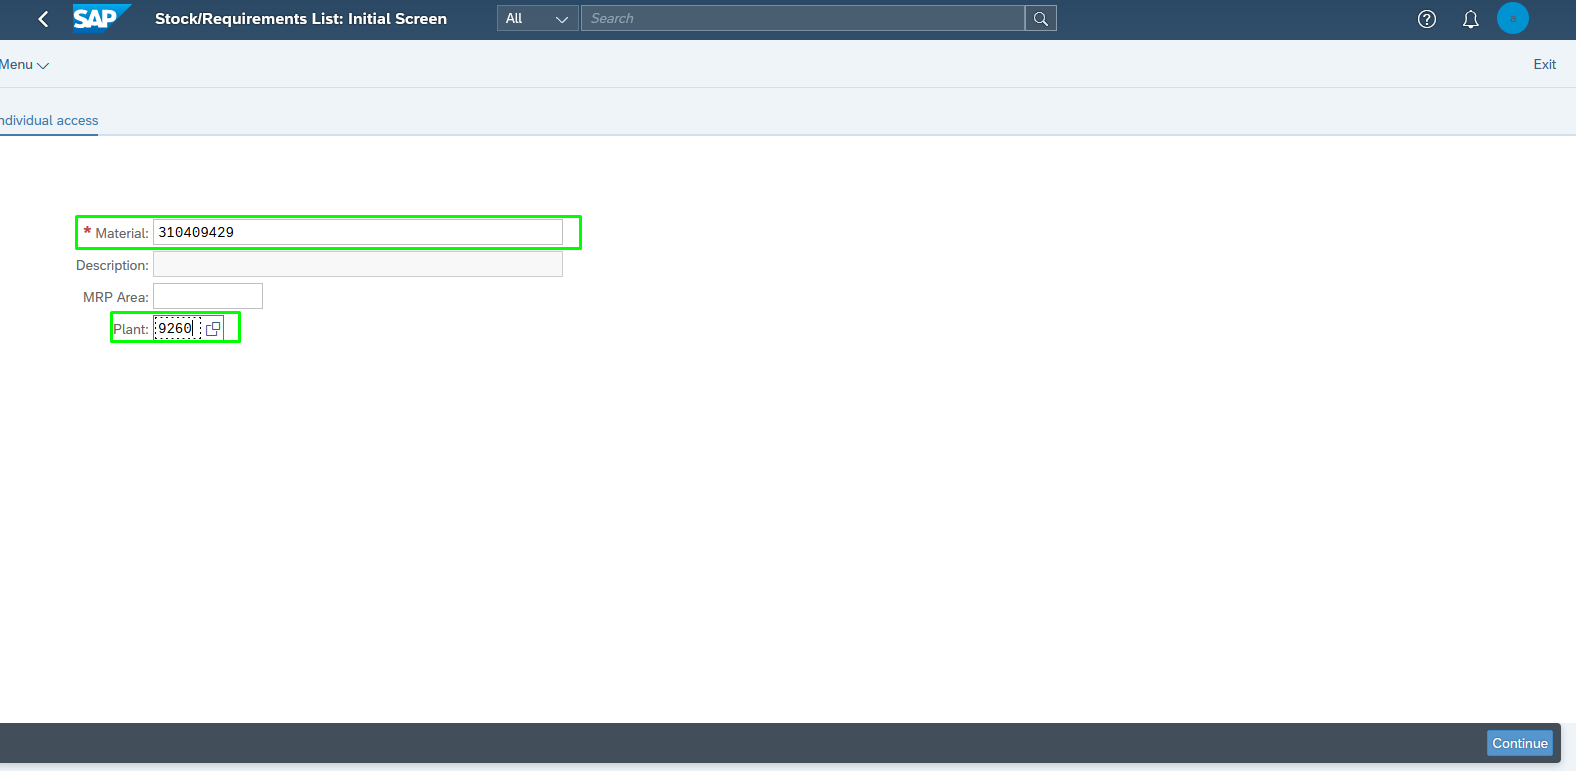 SAP Stock/Requirements List: Initial Screen All Search a
Menu Exit
ndividual access
* Material: 310409429
Description:
MRP Area:
Plant: 9260
Continue